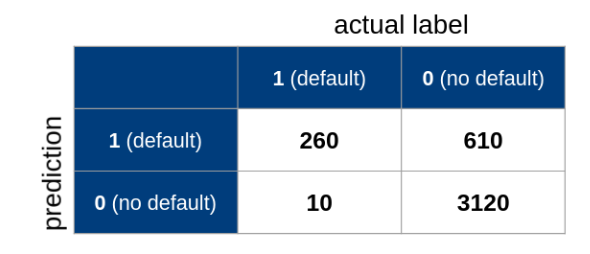 actual label
1 (default) 0 (no default)
prediction
1 (default) 260 610
0 (no default) 10 3120